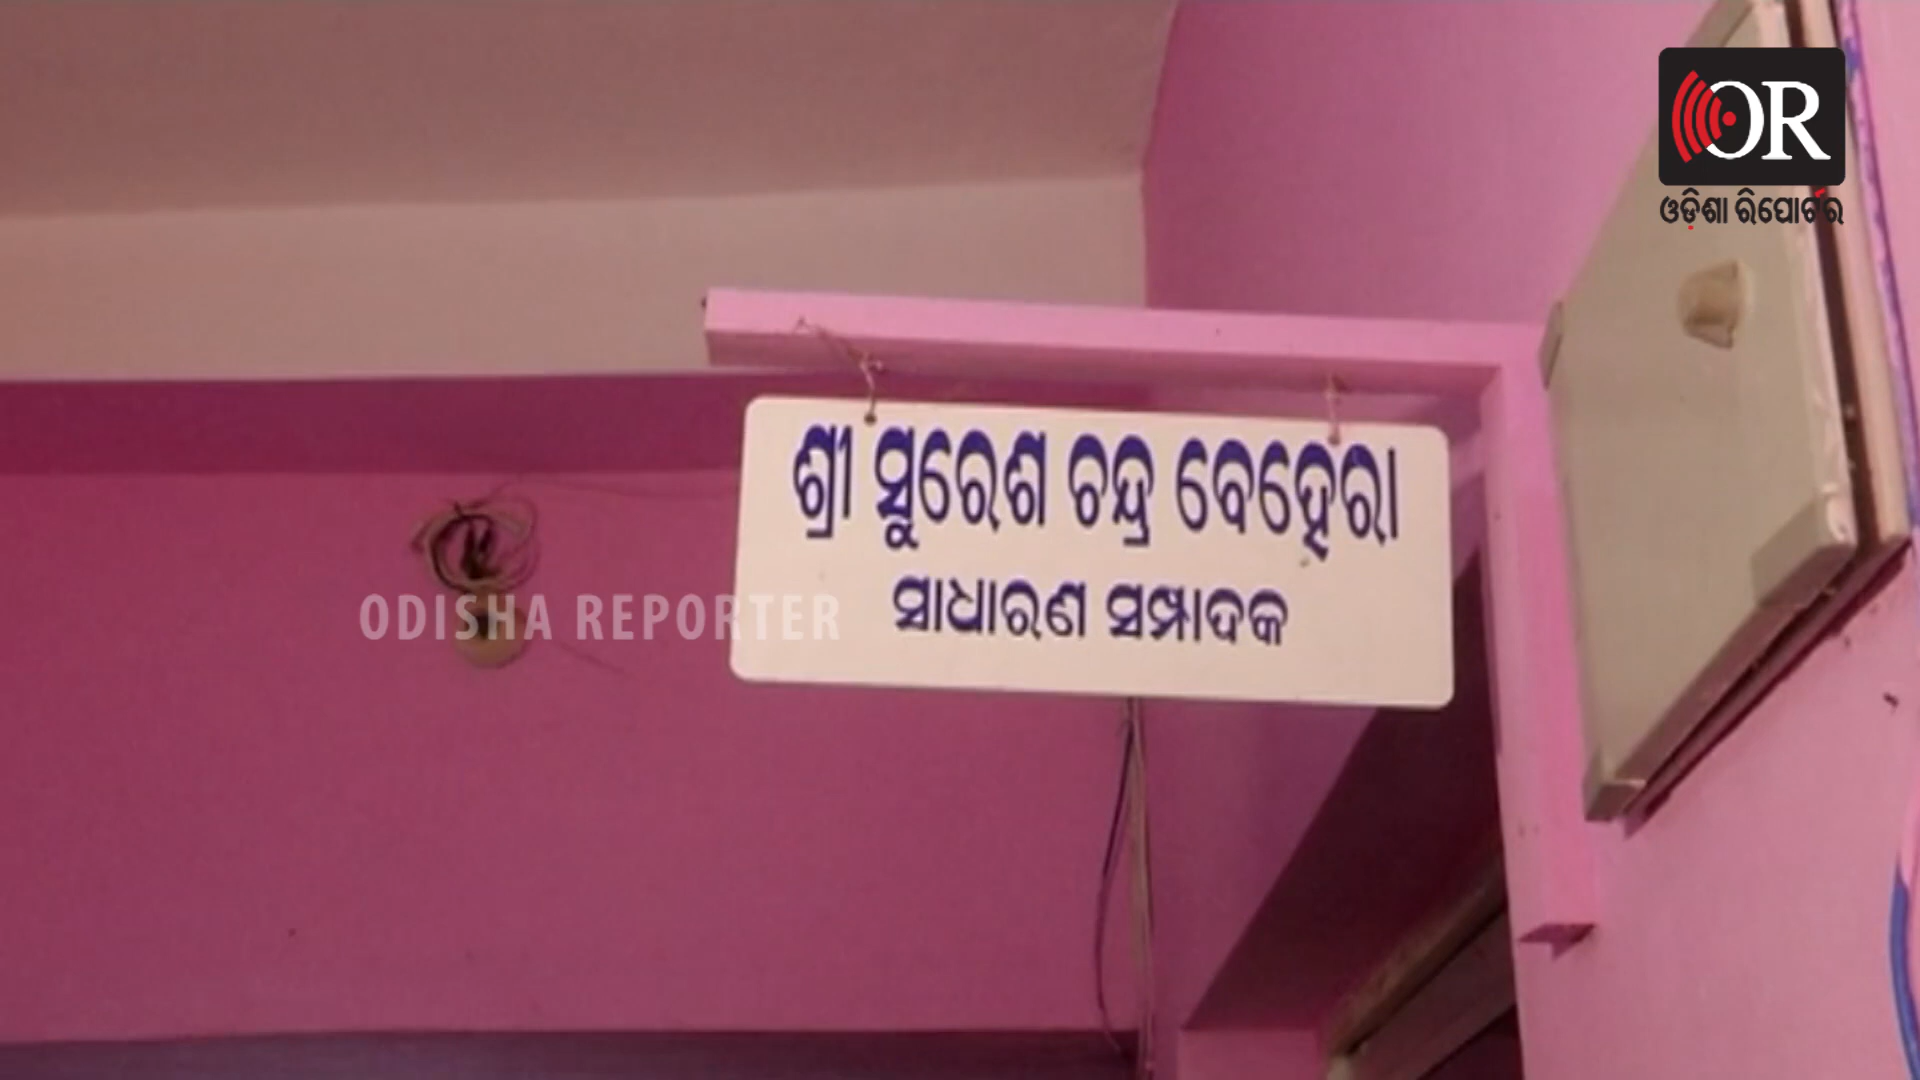 OR
ଓଡ଼ିଶା ରିପୋର୍ଟର
ଶ୍ରୀ ସୁରେଶ ଚନ୍ଦ୍ର ବେହେରା
ସାଧାରଣ ସମ୍ପାଦକ
ODISHA REPORTER